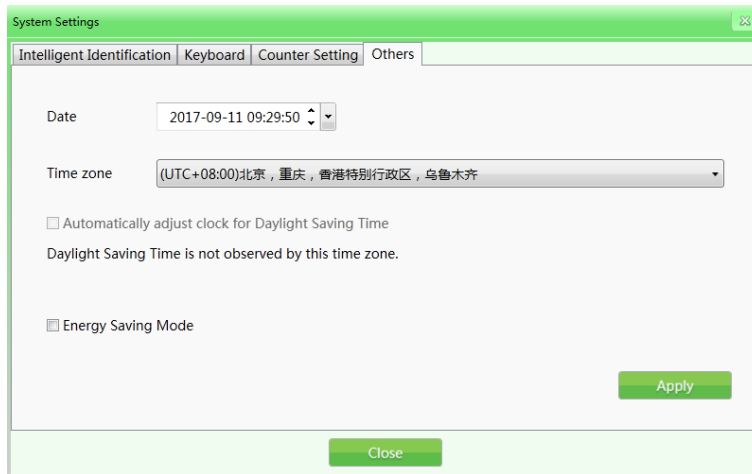 System Settings
Intelligent Identification Keyboard Counter Setting Others
Date 2017-09-11 09:29:50
Time zone (UTC+08:00)北京，重庆，香港特别行政区，乌鲁木齐
Automatically adjust clock for Daylight Saving Time
Daylight Saving Time is not observed by this time zone.
Energy Saving Mode
Apply
Close